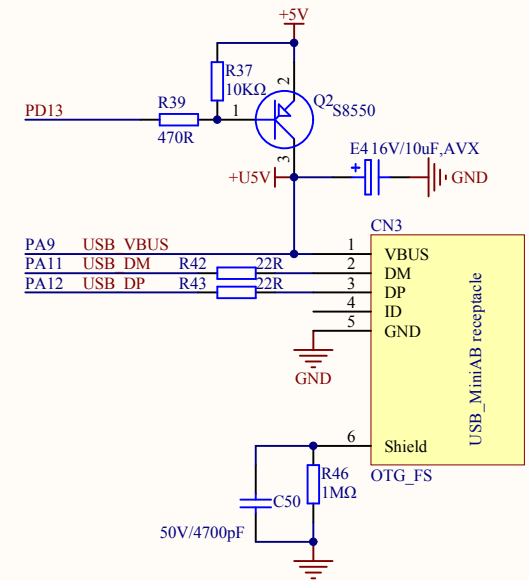 +5V
R37
10KΩ
2
R39
PD13
1
Q2
S8550
470R
3
E4 16V/10uF,AVX
+
+U5V
GND
CN3
PA9 USB_VBUS
1
VBUS
PA11 USB_DM R42 22R
2
DM
PA12 USB_DP R43 22R
3
DP
4
ID
5
GND
GND
USB_MiniAB receptacle
6
Shield
OTG_FS
R46
1MΩ
C50
50V/4700pF